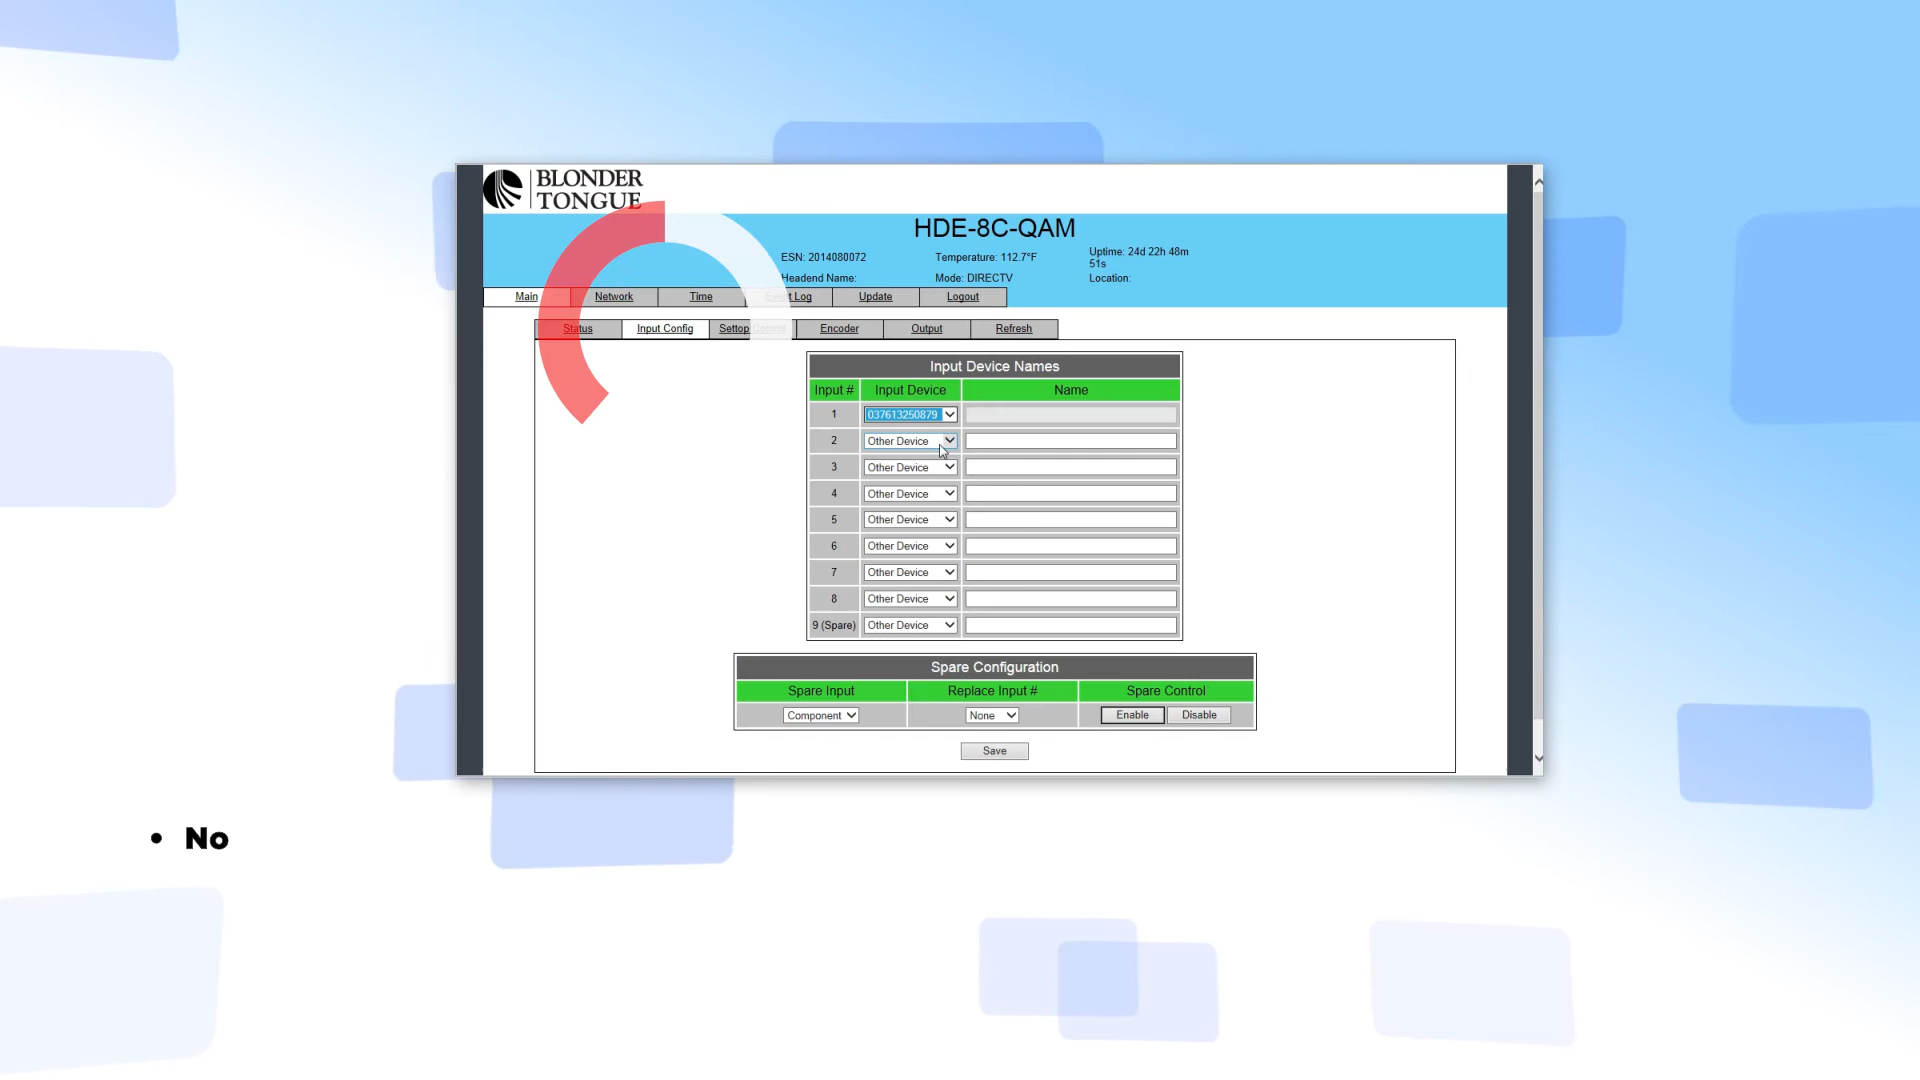 BLONDER
TONGUE
HDE-8C-QAM
ESN: 2014080072 Temperature: 112.7°F Uptime: 24d 22h 48m
51s
Headend Name: Mode: DIRECTV Location:
Main Network Time Event Log Update Logout
Status Input Config Settop Control Encoder Output Refresh
Input Device Names
Input # Input Device Name
1 037613250879
2 Other Device
3 Other Device
4 Other Device
5 Other Device
6 Other Device
7 Other Device
8 Other Device
9 (Spare) Other Device
Spare Configuration
Spare Input Replace Input # Spare Control
Component None Enable Disable
Save
• No